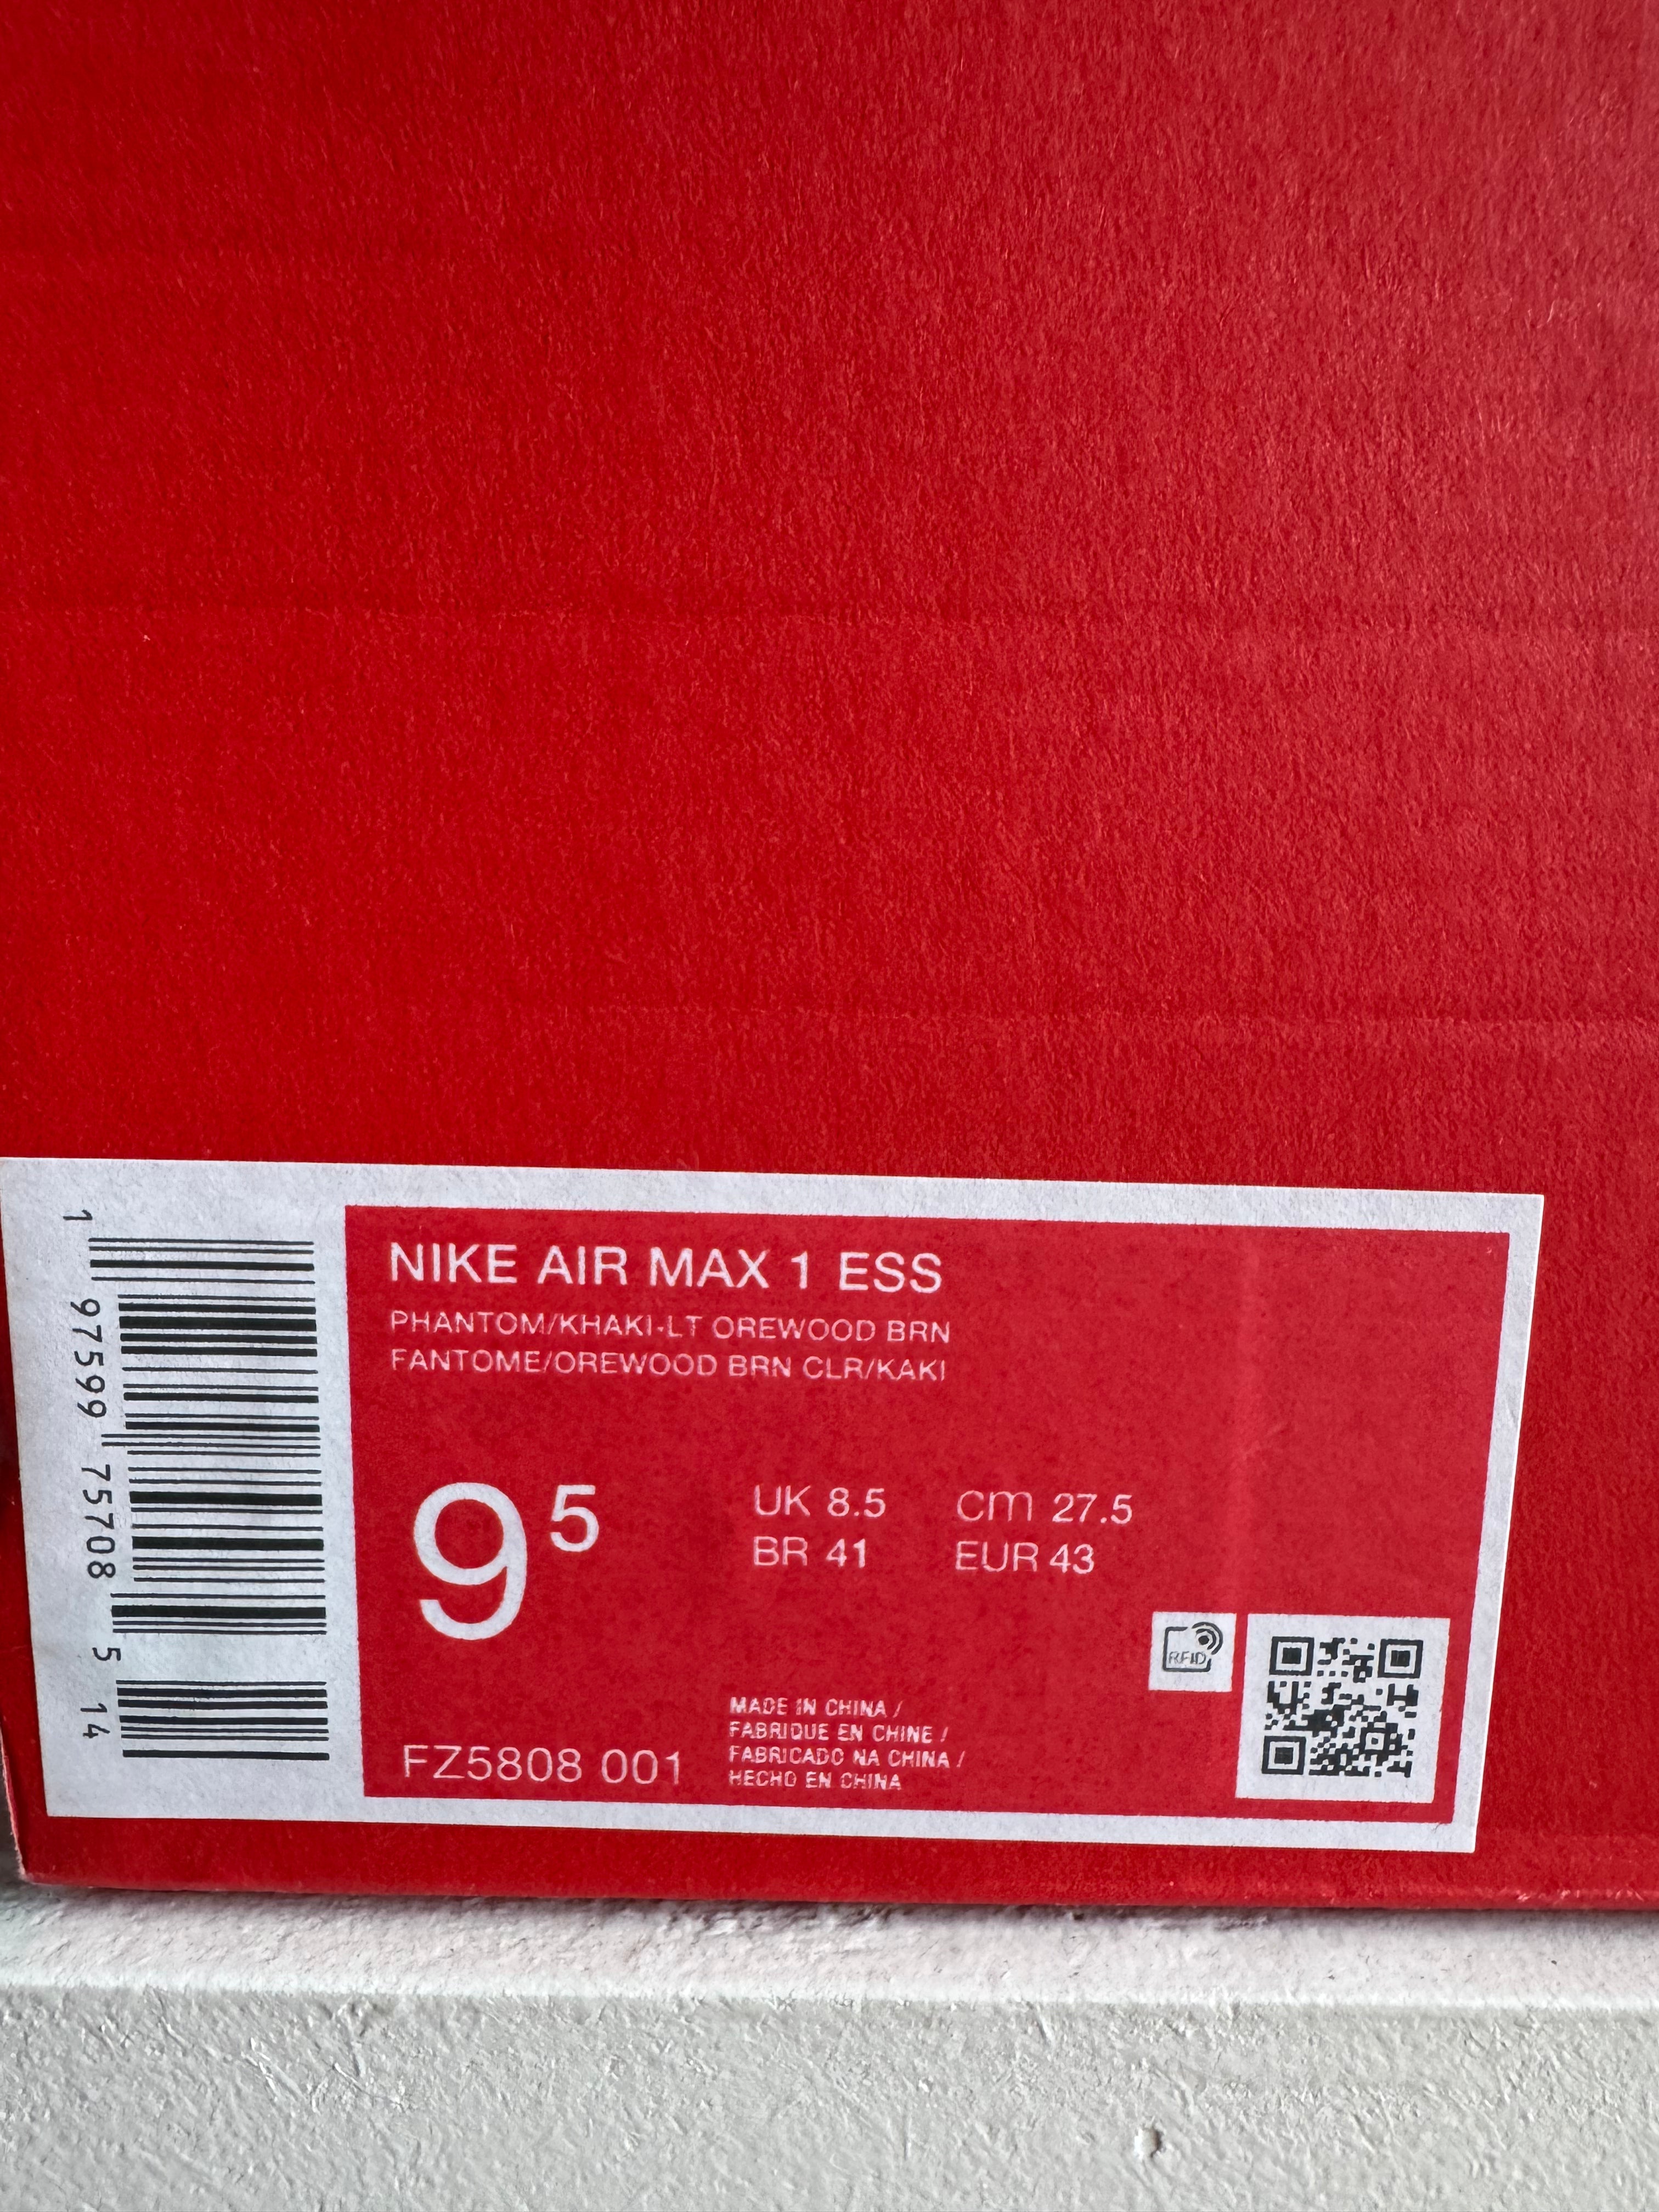 NIKE AIR MAX 1 ESS
PHANTOM/KHAKI-LT OREWOOD BRN
FANTOME/OREWOOD BRN CLR/KAKI
9 5
UK 8.5 cm 27.5
BR 41 EUR 43
RFID
FZ5808 001
MADE IN CHINA /
FABRIQUE EN CHINE /
FABRICADO NA CHINA /
HECHO EN CHINA
1 97599 75708 5 14